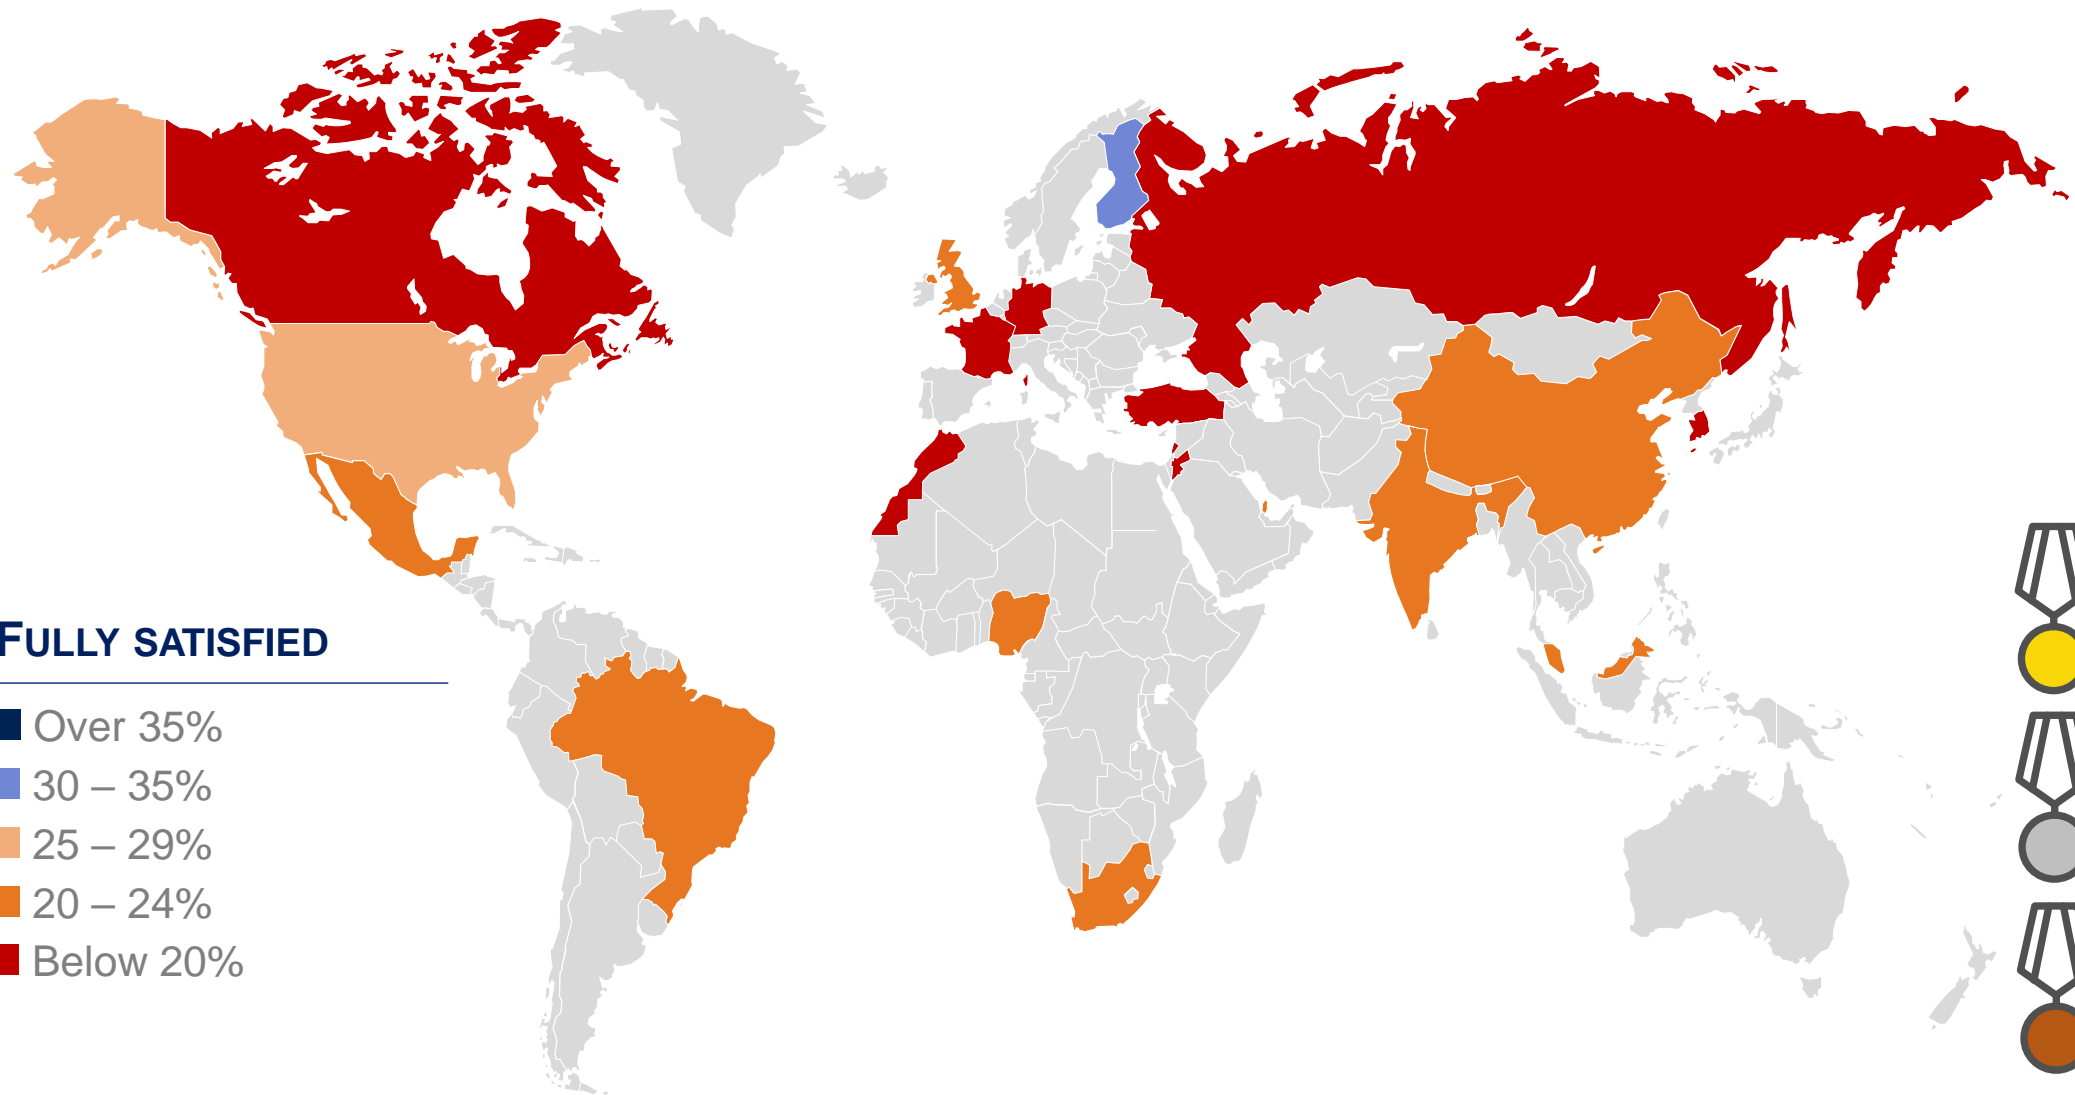 FULLY SATISFIED
Over 35%
30 – 35%
25 – 29%
20 – 24%
Below 20%